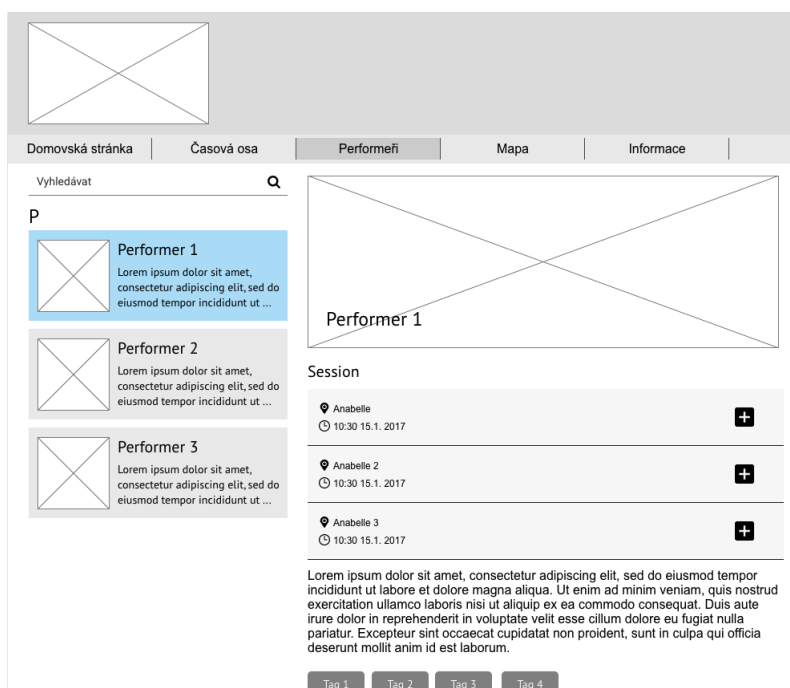 Domovská stránka
Časová osa
Performeři
Mapa
Informace
Vyhledávat
P
Performer 1
Lorem ipsum dolor sit amet,
consectetur adipiscing elit, sed do
eiusmod tempor incididunt ut ...
Performer 2
Lorem ipsum dolor sit amet,
consectetur adipiscing elit, sed do
eiusmod tempor incididunt ut ...
Performer 3
Lorem ipsum dolor sit amet,
consectetur adipiscing elit, sed do
eiusmod tempor incididunt ut ...
Performer 1
Session
Anabelle
10:30 15.1. 2017
Anabelle 2
10:30 15.1. 2017
Anabelle 3
10:30 15.1. 2017
Lorem ipsum dolor sit amet, consectetur adipiscing elit, sed do eiusmod tempor
incididunt ut labore et dolore magna aliqua. Ut enim ad minim veniam, quis nostrud
exercitation ullamco laboris nisi ut aliquip ex ea commodo consequat. Duis aute
irure dolor in reprehenderit in voluptate velit esse cillum dolore eu fugiat nulla
pariatur. Excepteur sint occaecat cupidatat non proident, sunt in culpa qui officia
deserunt mollit anim id est laborum.
Tag 1
Tag 2
Tag 3
Tag 4